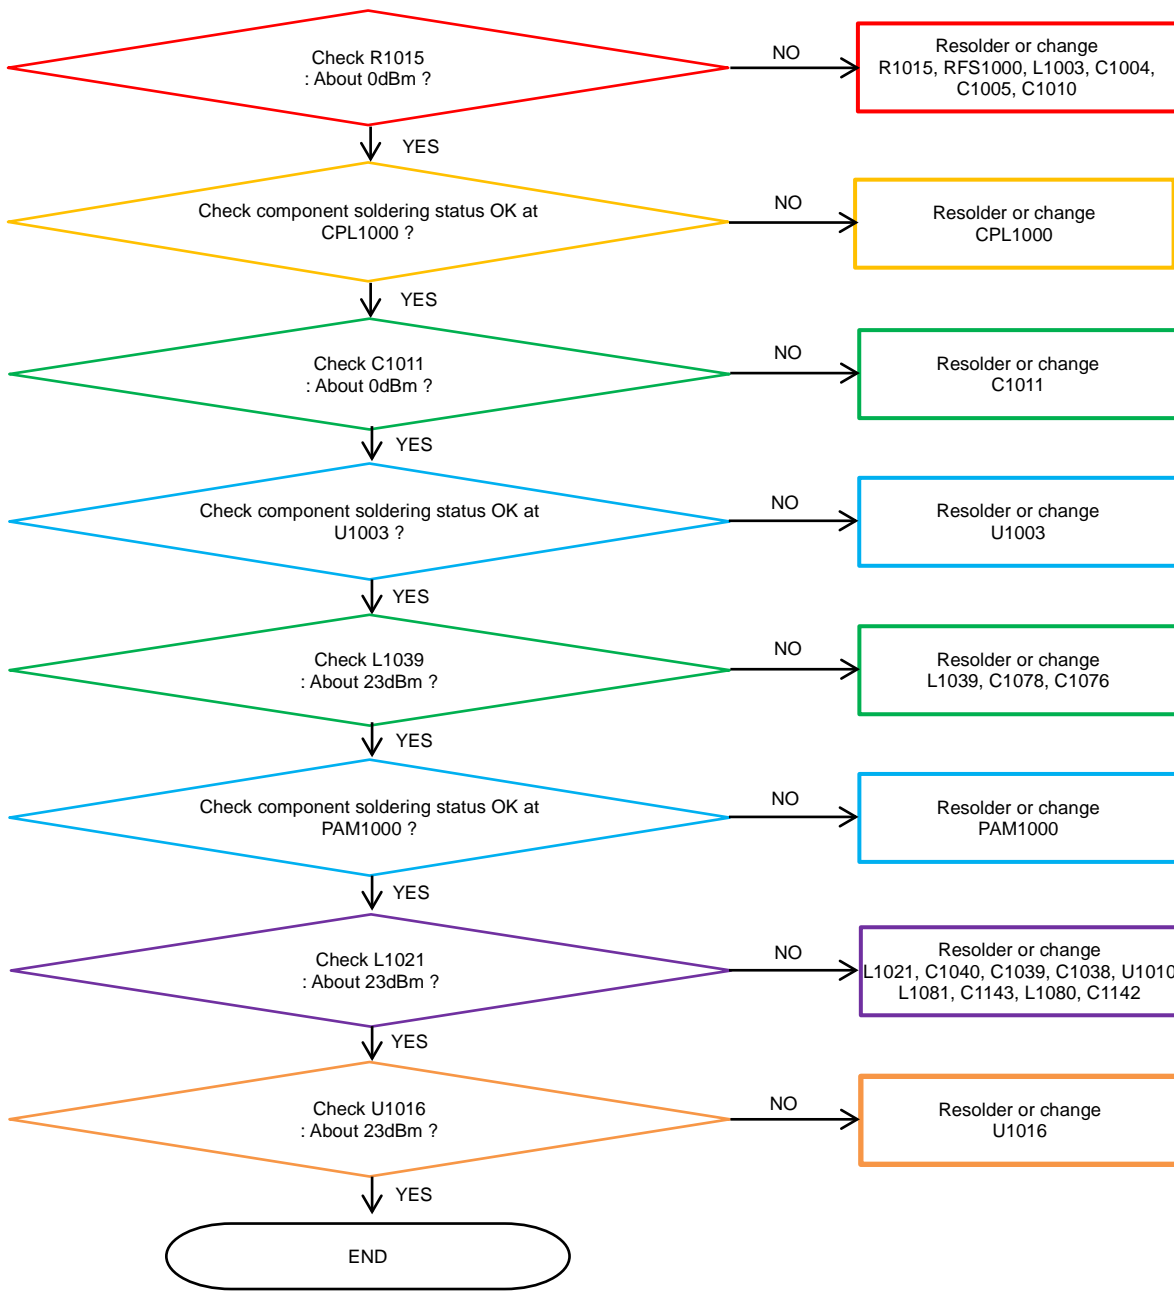 Check R1015
: About 0dBm ?
NO
Resolder or change
R1015, RFS1000, L1003, C1004,
C1005, C1010
YES
Check component soldering status OK at
CPL1000 ?
NO
Resolder or change
CPL1000
YES
Check C1011
: About 0dBm ?
NO
Resolder or change
C1011
YES
Check component soldering status OK at
U1003 ?
NO
Resolder or change
U1003
YES
Check L1039
: About 23dBm ?
NO
Resolder or change
L1039, C1078, C1076
YES
Check component soldering status OK at
PAM1000 ?
NO
Resolder or change
PAM1000
YES
Check L1021
: About 23dBm ?
NO
Resolder or change
L1021, C1040, C1039, C1038, U1010
L1081, C1143, L1080, C1142
YES
Check U1016
: About 23dBm ?
NO
Resolder or change
U1016
YES
END